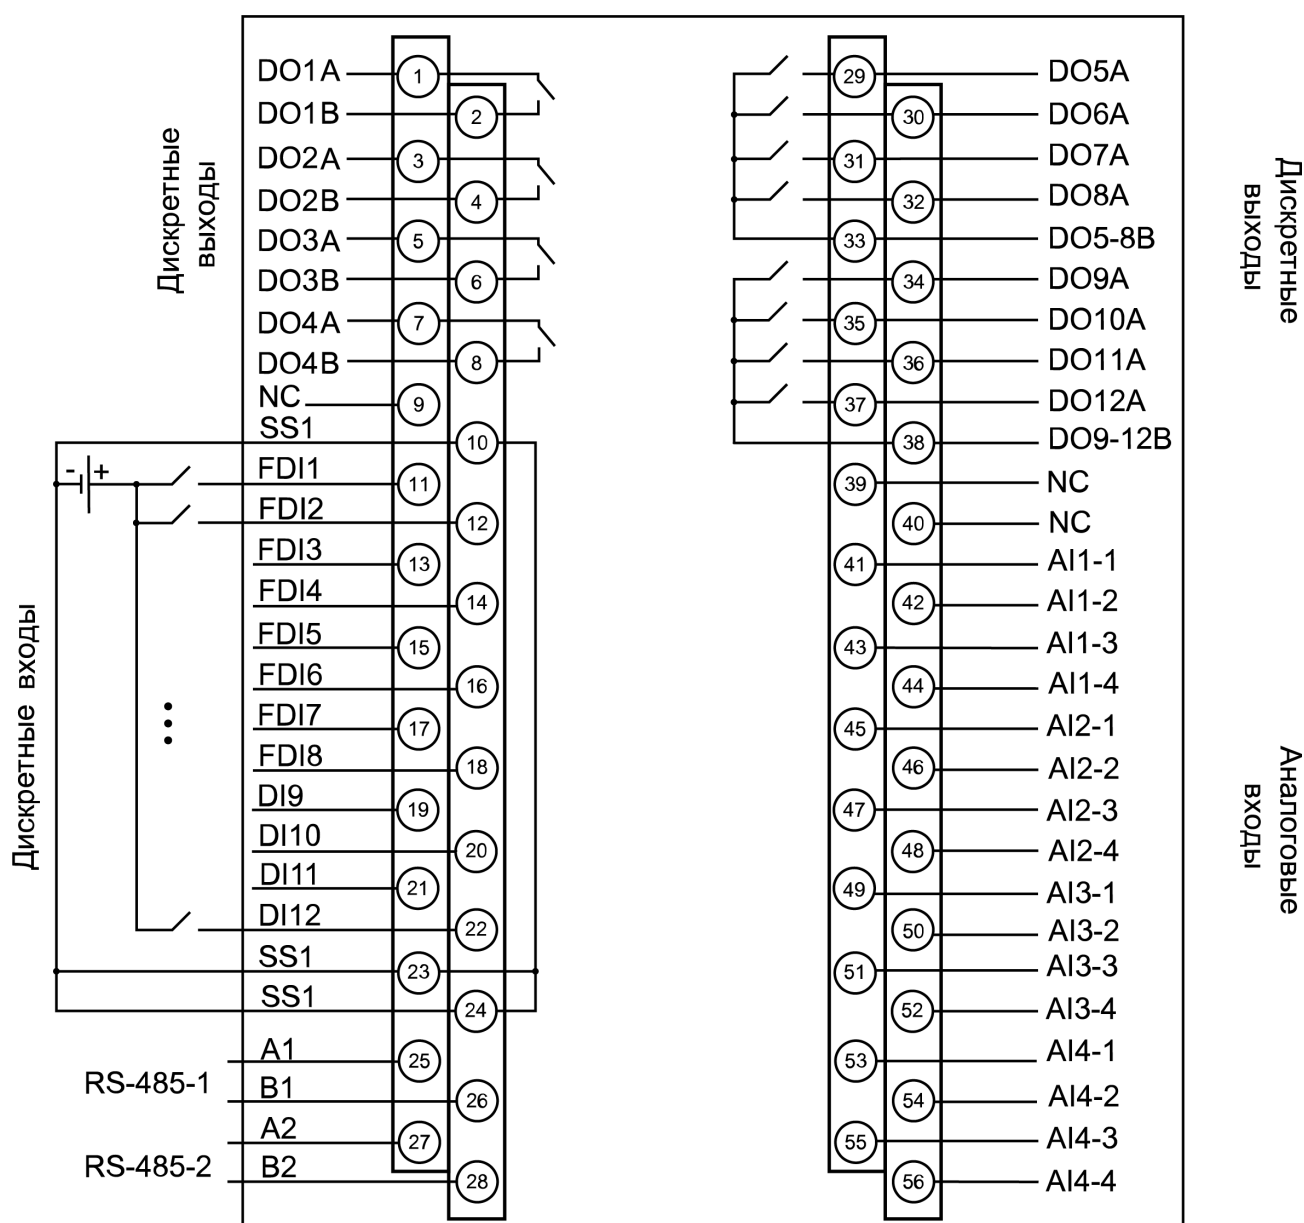 Дискретные
выходы
DO1A 1
DO1B 2
DO2A 3
DO2B 4
DO3A 5
DO3B 6
DO4A 7
DO4B 8
NC 9
SS1 10
- +
FDI1 11
FDI2 12
FDI3 13
FDI4 14
FDI5 15
FDI6 16
FDI7 17
FDI8 18
DI9 19
DI10 20
DI11 21
DI12 22
SS1 23
SS1 24
Дискретные входы
RS-485-1
A1 25
B1 26
RS-485-2
A2 27
B2 28
29 DO5A
30 DO6A
31 DO7A
32 DO8A
33 DO5-8B
34 DO9A
35 DO10A
36 DO11A
37 DO12A
38 DO9-12B
39 NC
40 NC
41 AI1-1
42 AI1-2
43 AI1-3
44 AI1-4
45 AI2-1
46 AI2-2
47 AI2-3
48 AI2-4
49 AI3-1
50 AI3-2
51 AI3-3
52 AI3-4
53 AI4-1
54 AI4-2
55 AI4-3
56 AI4-4
Дискретные
выходы
Аналоговые
входы